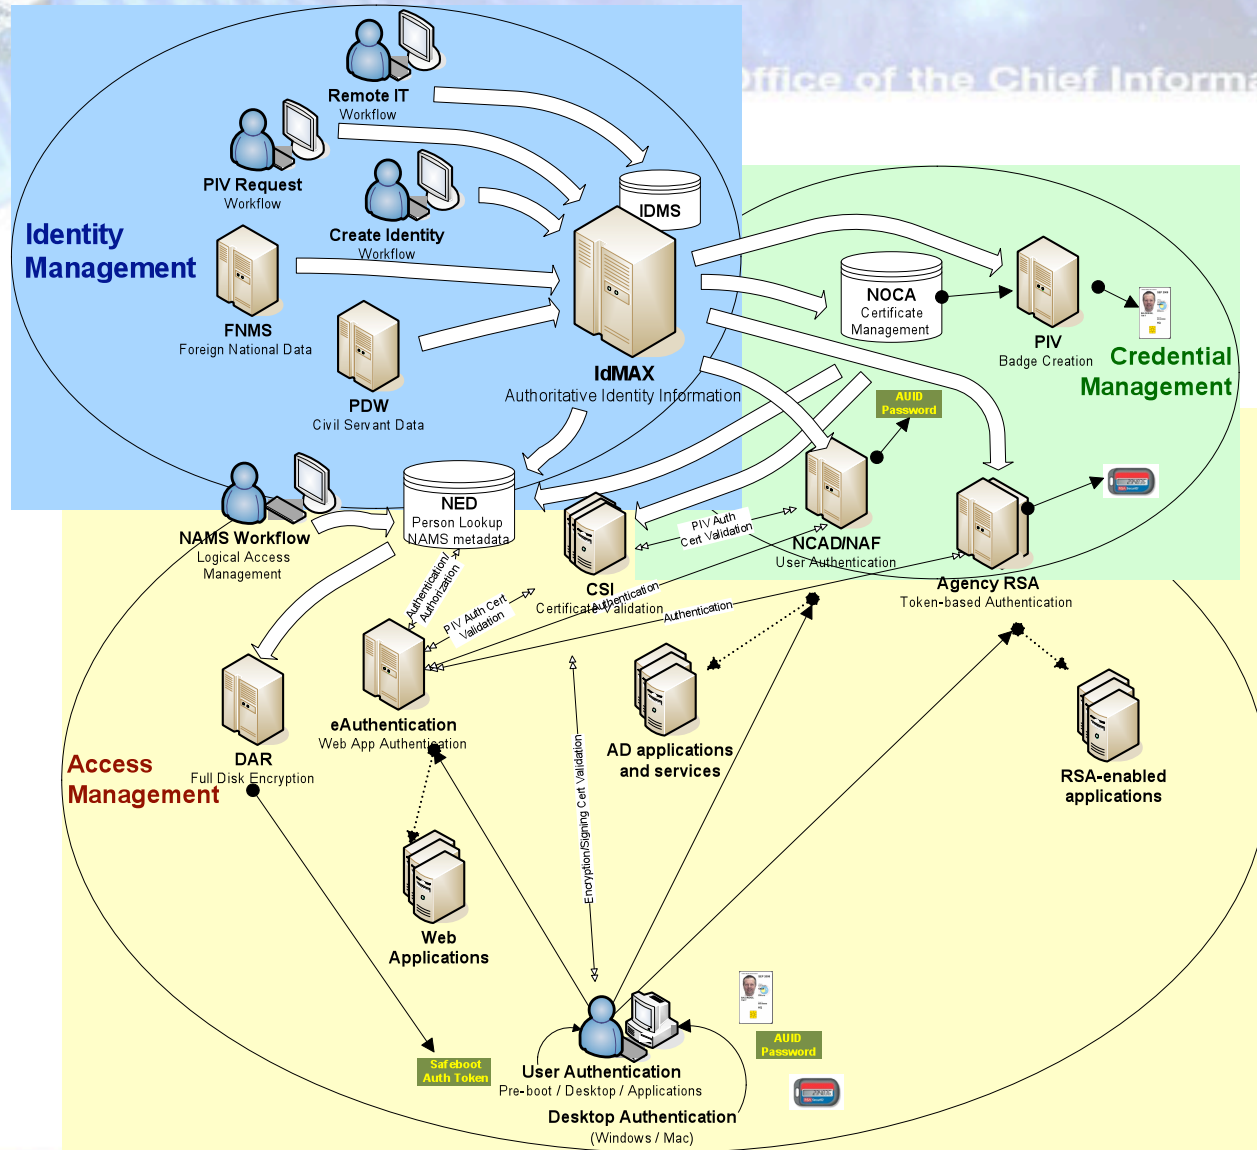 Office of the Chief Informa
Remote IT
Workflow
PIV Request
Workflow
Create Identity
Workflow
IDMS
Identity
Management
FNMS
Foreign National Data
PDW
Civil Servant Data
IdMAX
Authoritative Identity Information
NOCA
Certificate
Management
PIV
Badge Creation
Credential
Management
AUID
Password
NAMS Workflow
Logical Access
Management
NED
Person Lookup
NAMS metadata
CSI
Certificate Validation
PIV Auth
Cert Validation
NCAD/NAF
User Authentication
Agency RSA
Token-based Authentication
Authentication/
Authorization
PIV Auth Cert
Validation
Authentication
Authentication
eAuthentication
Web App Authentication
DAR
Full Disk Encryption
Access
Management
AD applications
and services
RSA-enabled
applications
Encryption/Signing Cert Validation
Web
Applications
Safeboot
Auth Token
AUID
Password
User Authentication
Pre-boot / Desktop / Applications
Desktop Authentication
(Windows / Mac)